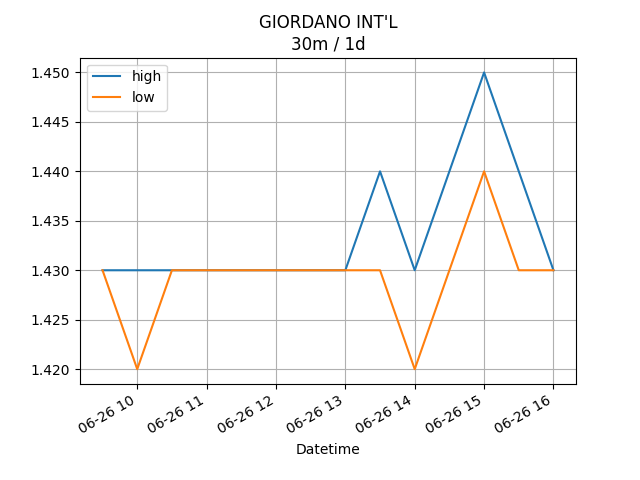 GIORDANO INT'L
30m / 1d
high
low
1.450
1.445
1.440
1.435
1.430
1.425
1.420
06-26 10
06-26 11
06-26 12
06-26 13
06-26 14
06-26 15
06-26 16
Datetime